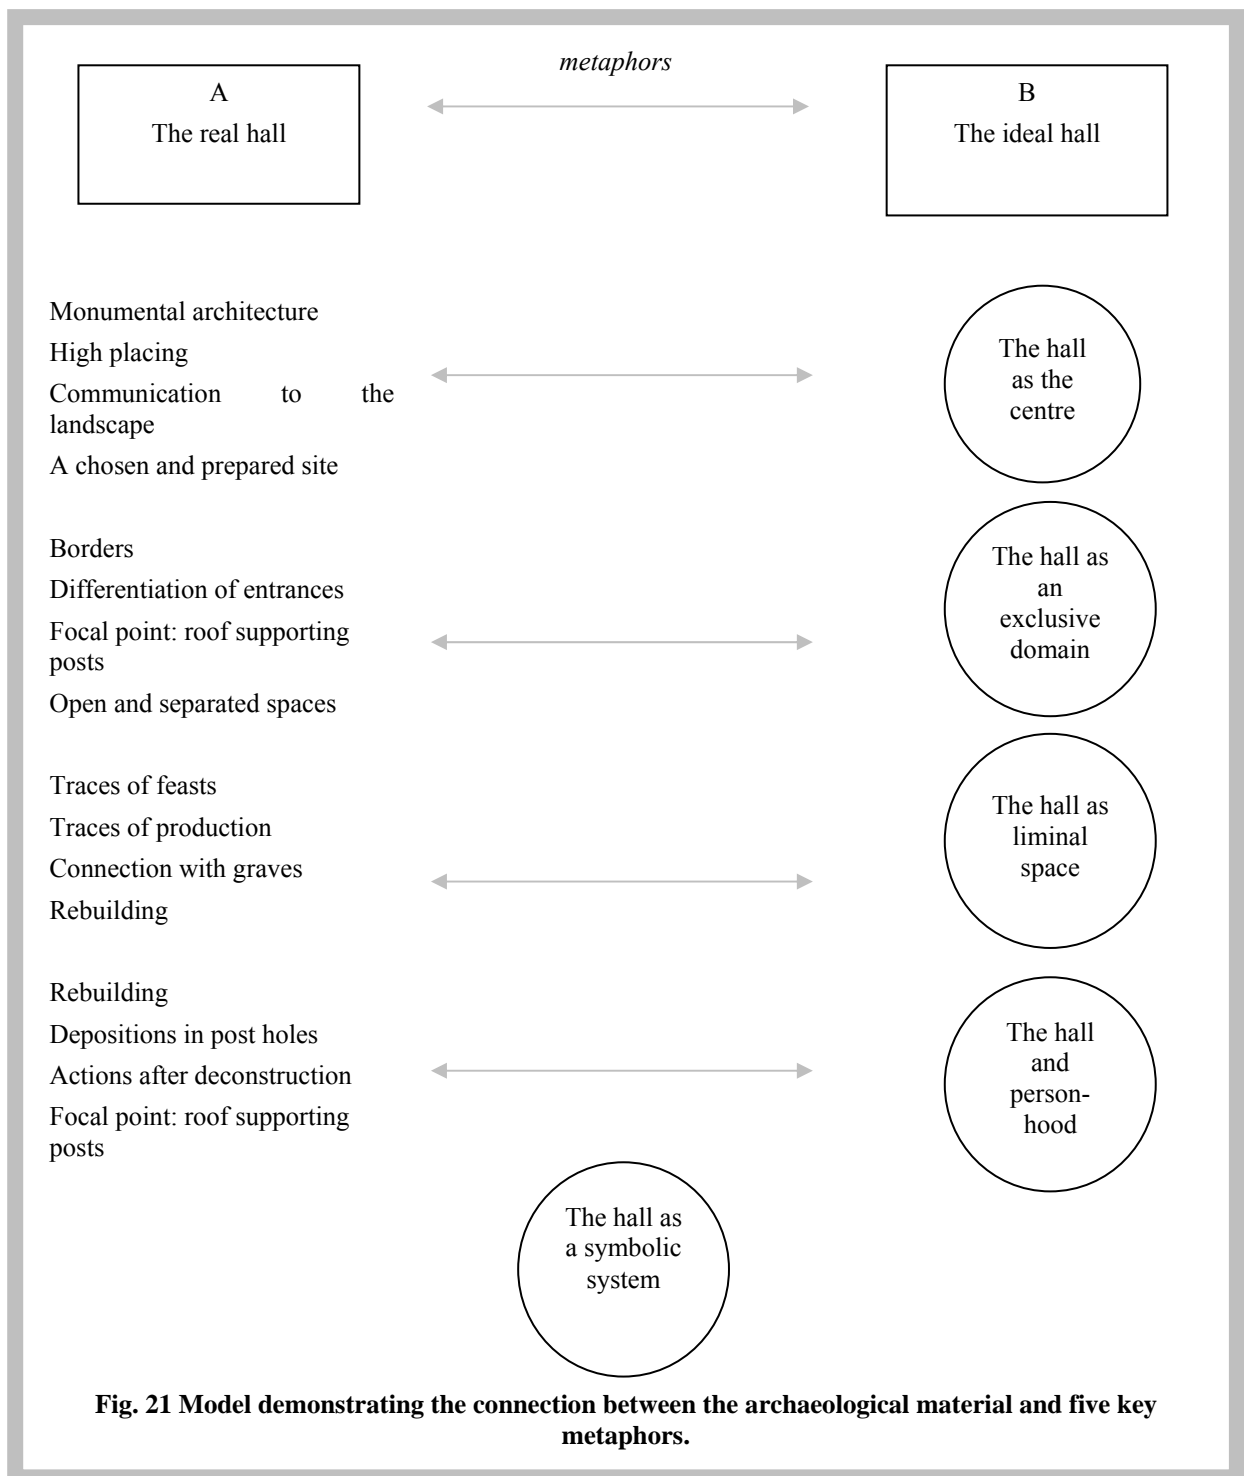 metaphors
A
The real hall
B
The ideal hall
Monumental architecture
High placing
Communication to the
landscape
A chosen and prepared site
The hall
as the
centre
Borders
Differentiation of entrances
Focal point: roof supporting
posts
Open and separated spaces
The hall as
an
exclusive
domain
Traces of feasts
Traces of production
Connection with graves
Rebuilding
The hall as
liminal
space
Rebuilding
Depositions in post holes
Actions after deconstruction
Focal point: roof supporting
posts
The hall
and
person-
hood
The hall as
a symbolic
system
Fig. 21 Model demonstrating the connection between the archaeological material and five key
metaphors.